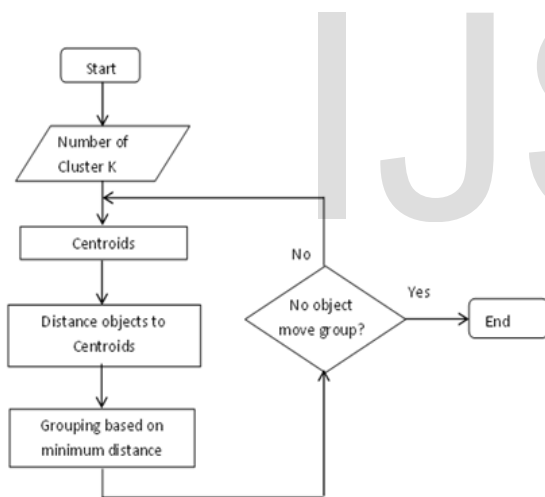 IJS
Start
Number of
Cluster K
Centroids
Distance objects to
Centroids
Grouping based on
minimum distance
No
No object
move group?
Yes
End